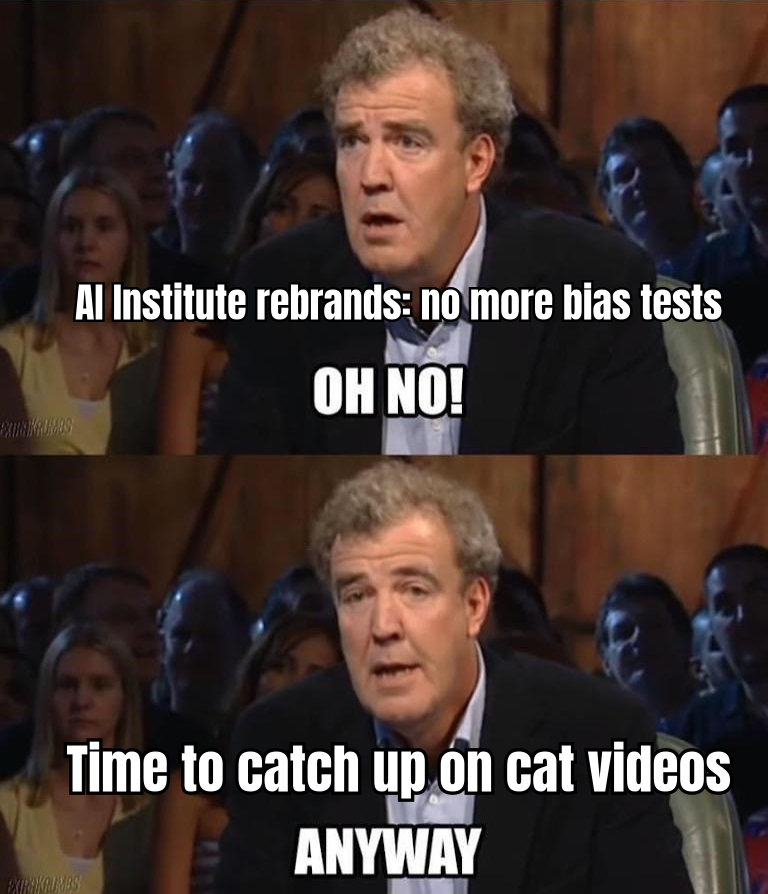 AI Institute rebrands: no more bias tests
OH NO!
Time to catch up on cat videos
ANYWAY